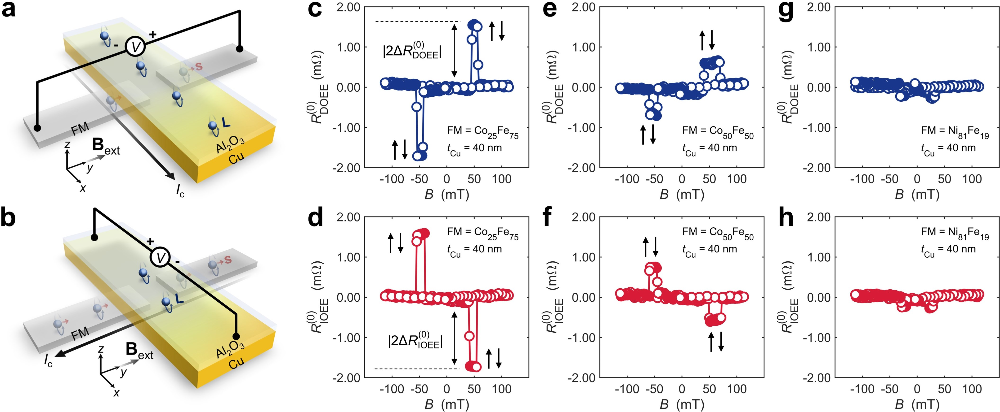 a
+
-
V
s
L
FM
Al2O3
Cu
Bext
z
y
x
Ic
b
+
V
-
s
L
FM
Al2O3
Cu
Bext
z
y
x
Ic
c
2.00
1.00
0.00
-1.00
-2.00
R(0)DOEE (mΩ)
|2ΔR(0)DOEE|
↑↓
↑↓
FM = Co25Fe75
tCu = 40 nm
-100 -50 0 50 100
B (mT)
d
2.00
1.00
0.00
-1.00
-2.00
R(0)IOEE (mΩ)
↑↓
FM = Co25Fe75
tCu = 40 nm
|2ΔR(0)IOEE|
↑↓
-100 -50 0 50 100
B (mT)
e
2.00
1.00
0.00
-1.00
-2.00
R(0)DOEE (mΩ)
↑↓
↑↓
FM = Co50Fe50
tCu = 40 nm
-100 -50 0 50 100
B (mT)
f
2.00
1.00
0.00
-1.00
-2.00
R(0)IOEE (mΩ)
↑↓
FM = Co50Fe50
tCu = 40 nm
↑↓
-100 -50 0 50 100
B (mT)
g
2.00
1.00
0.00
-1.00
-2.00
R(0)DOEE (mΩ)
FM = Ni81Fe19
tCu = 40 nm
-100 -50 0 50 100
B (mT)
h
2.00
1.00
0.00
-1.00
-2.00
R(0)IOEE (mΩ)
FM = Ni81Fe19
tCu = 40 nm
-100 -50 0 50 100
B (mT)